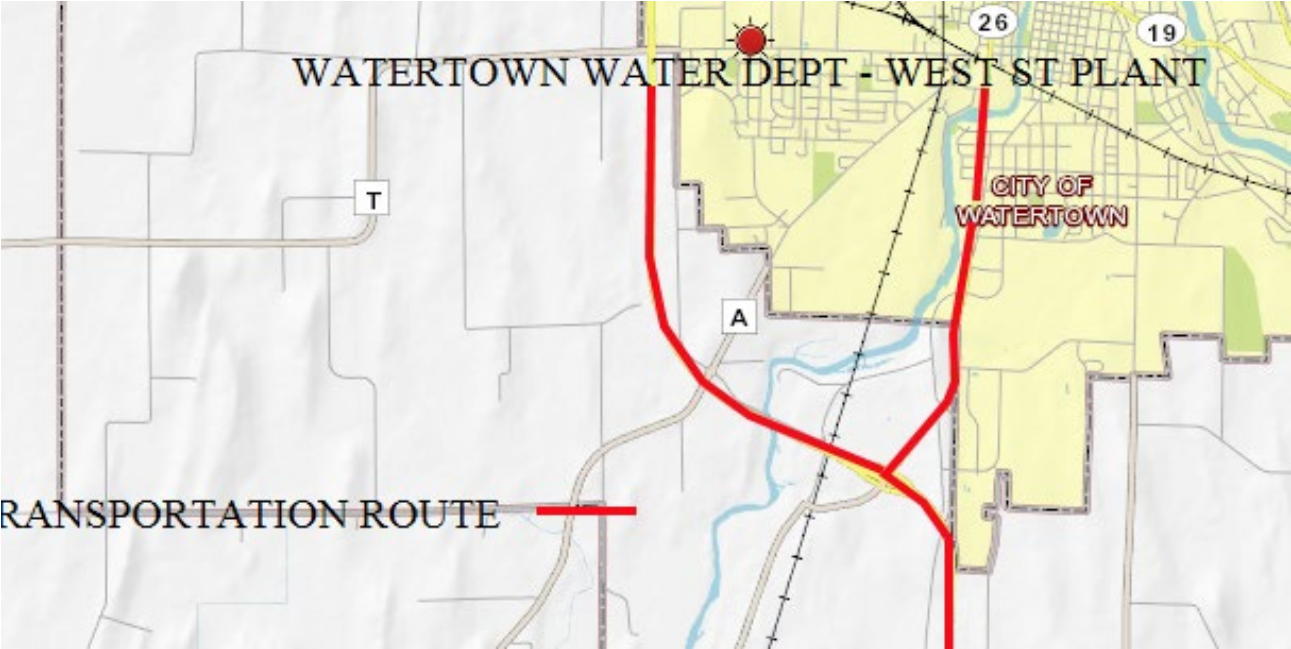 26
19
WATERTOWN WATER DEPT - WEST ST PLANT
T
CITY OF
WATERTOWN
A
RANSPORTATION ROUTE